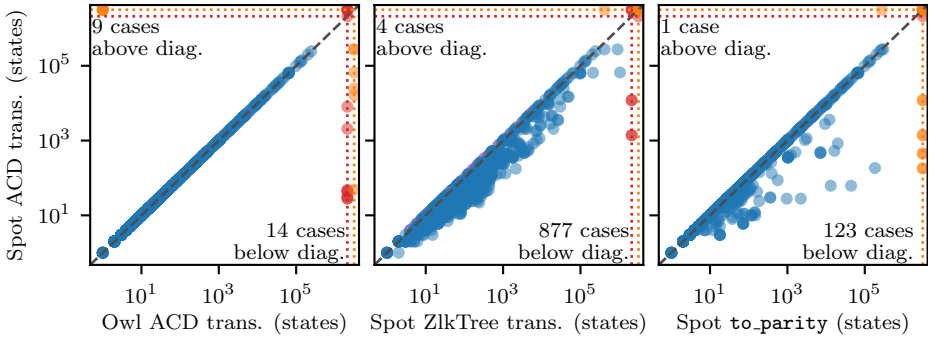 Spot ACD trans. (states)
10^5
10^3
10^1
9 cases
above diag.
14 cases
below diag.
10^1 10^3 10^5
Owl ACD trans. (states)
4 cases
above diag.
877 cases
below diag.
10^1 10^3 10^5
Spot ZlkTree trans. (states)
1 case
above diag.
123 cases
below diag.
10^1 10^3 10^5
Spot to_parity (states)